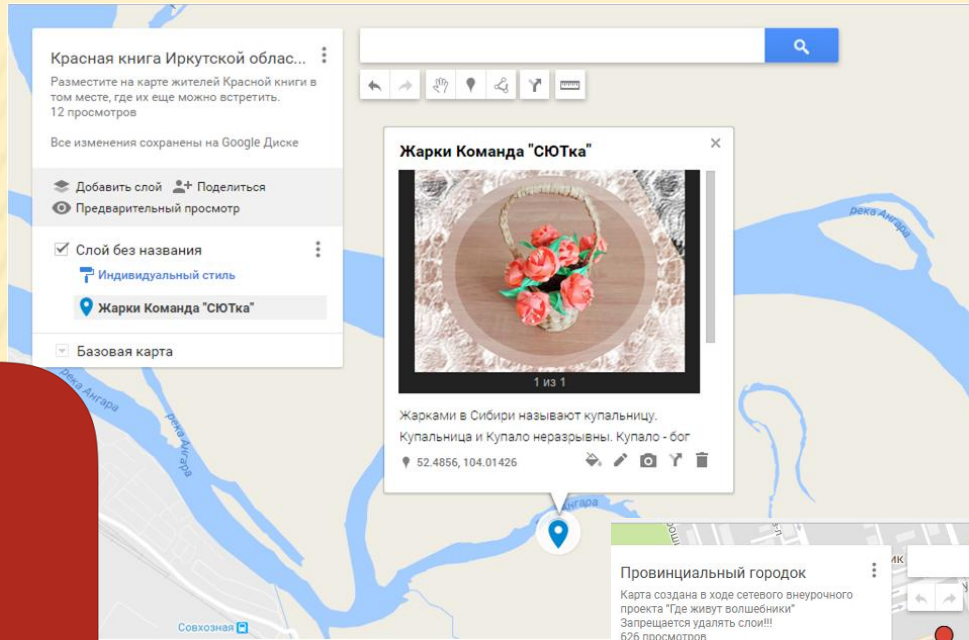 Красная книга Иркутской облас...
Разместите на карте жителей Красной книги в
том месте, где их еще можно встретить.
12 просмотров
Все изменения сохранены на Google Диске
Добавить слой Поделиться
Предварительный просмотр
Слой без названия
Индивидуальный стиль
Жарки Команда "СЮТка"
Базовая карта
Жарки Команда "СЮТка"
1 из 1
Жарками в Сибири называют купальницу.
Купальница и Купало неразрывны. Купало - бог
52.4856, 104.01426
река Ангара
река Ангара
река Ангара
Совхозная
Провинциальный городок
Карта создана в ходе сетевого внеурочного
проекта "Где живут волшебники"
Запрещается удалять слои!!!
626 просмотров